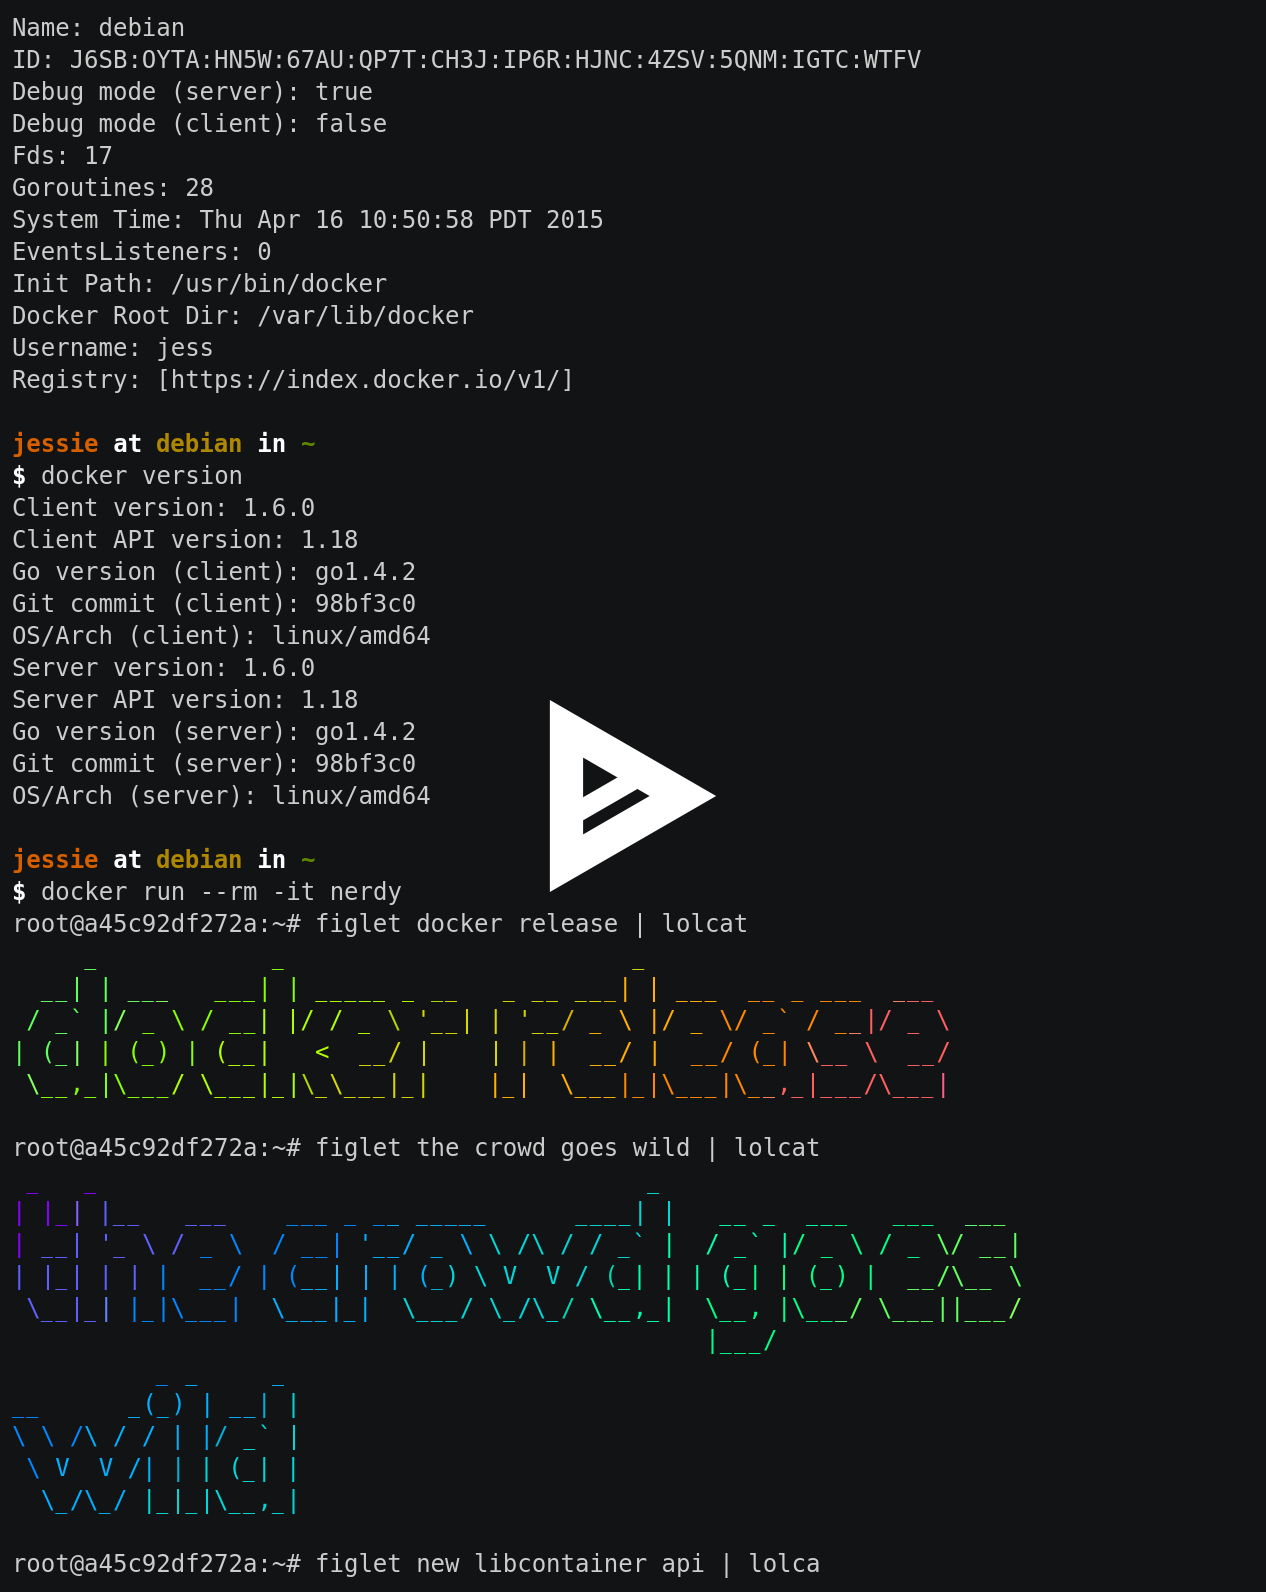 Name: debian
ID: J6SB:OYTA:HN5W:67AU:QP7T:CH3J:IP6R:HJNC:4ZSV:5QNM:IGTC:WTFV
Debug mode (server): true
Debug mode (client): false
Fds: 17
Goroutines: 28
System Time: Thu Apr 16 10:50:58 PDT 2015
EventsListeners: 0
Init Path: /usr/bin/docker
Docker Root Dir: /var/lib/docker
Username: jess
Registry: [https://index.docker.io/v1/]
jessie at debian in ~
$ docker version
Client version: 1.6.0
Client API version: 1.18
Go version (client): go1.4.2
Git commit (client): 98bf3c0
OS/Arch (client): linux/amd64
Server version: 1.6.0
Server API version: 1.18
Go version (server): go1.4.2
Git commit (server): 98bf3c0
OS/Arch (server): linux/amd64
jessie at debian in ~
$ docker run --rm -it nerdy
root@a45c92df272a:~# figlet docker release | lolcat
docker release
root@a45c92df272a:~# figlet the crowd goes wild | lolcat
the crowd goes
wild
root@a45c92df272a:~# figlet new libcontainer api | lolca